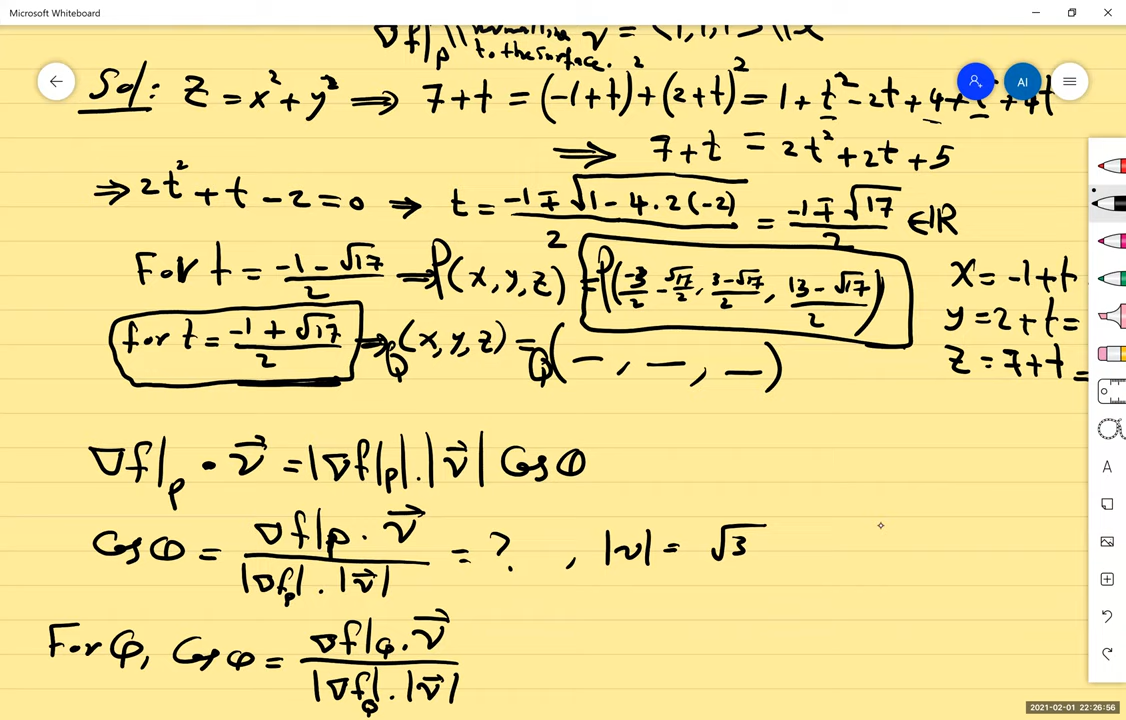 Microsoft Whiteboard
∇f|p || normal line v = (1,1,1)
to the surface.
Sol: Z = x² + y² ⟹ 7+t = (-1+t)² + (2+t)² = 1 + t² - 2t + 4 + t² + 4t
⟹ 7+t = 2t² + 2t + 5
⟹ 2t² + t - 2 = 0 ⟹ t = (-1 ∓ √(1 - 4.2(-2)))/2 = (-1 ∓ √17)/2 ∈ IR
For t = (-1 - √17)/2 ⟹ P(x, y, z) = P(-3/2 - √17/2, (3 - √17)/2, (13 - √17)/2)
x = -1 + t
y = 2 + t =
z = 7 + t =
for t = (-1 + √17)/2 ⟹ Q(x, y, z) = Q(–, –, –)
∇f|p • v⃗ = |∇f|p| . |v⃗| Cos φ
Cos φ = (∇f|p . v⃗)/(|∇fp| . |v⃗|) = ? , |v| = √3
For Q, Cos φ = (∇f|Q . v⃗)/(|∇f|Q . |v⃗|)
AI
A
2021-02-01 22:26:56